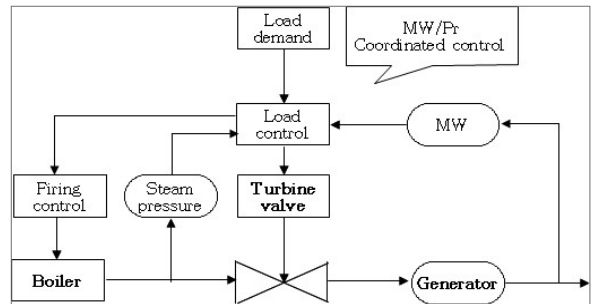 Load
demand
MW/Pr
Coordinated control
Load
control
MW
Firing
control
Steam
pressure
Turbine
valve
Boiler
Generator